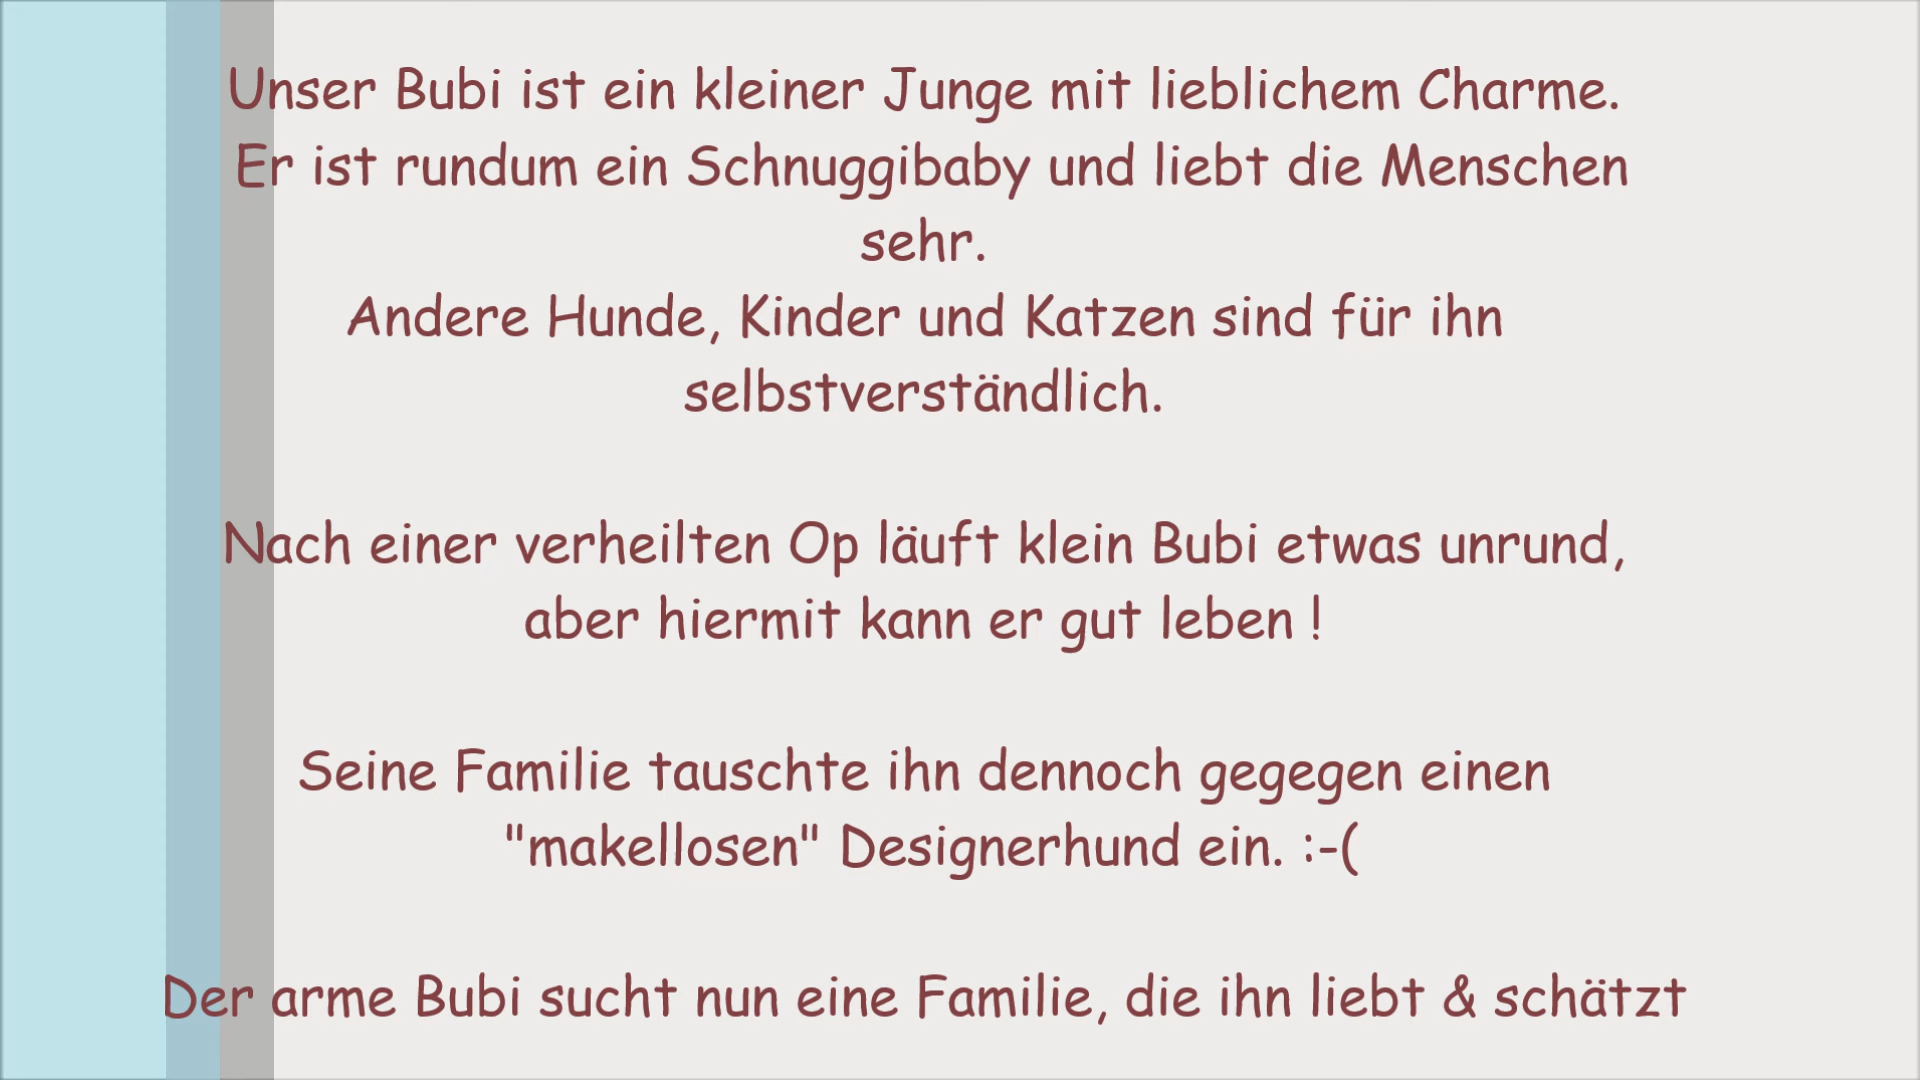 Unser Bubi ist ein kleiner Junge mit lieblichem Charme.
Er ist rundum ein Schnuggibaby und liebt die Menschen
sehr.
Andere Hunde, Kinder und Katzen sind für ihn
selbstverständlich.
Nach einer verheilten Op läuft klein Bubi etwas unrund,
aber hiermit kann er gut leben !
Seine Familie tauschte ihn dennoch gegegen einen
"makellosen" Designerhund ein. :-(
Der arme Bubi sucht nun eine Familie, die ihn liebt & schätzt